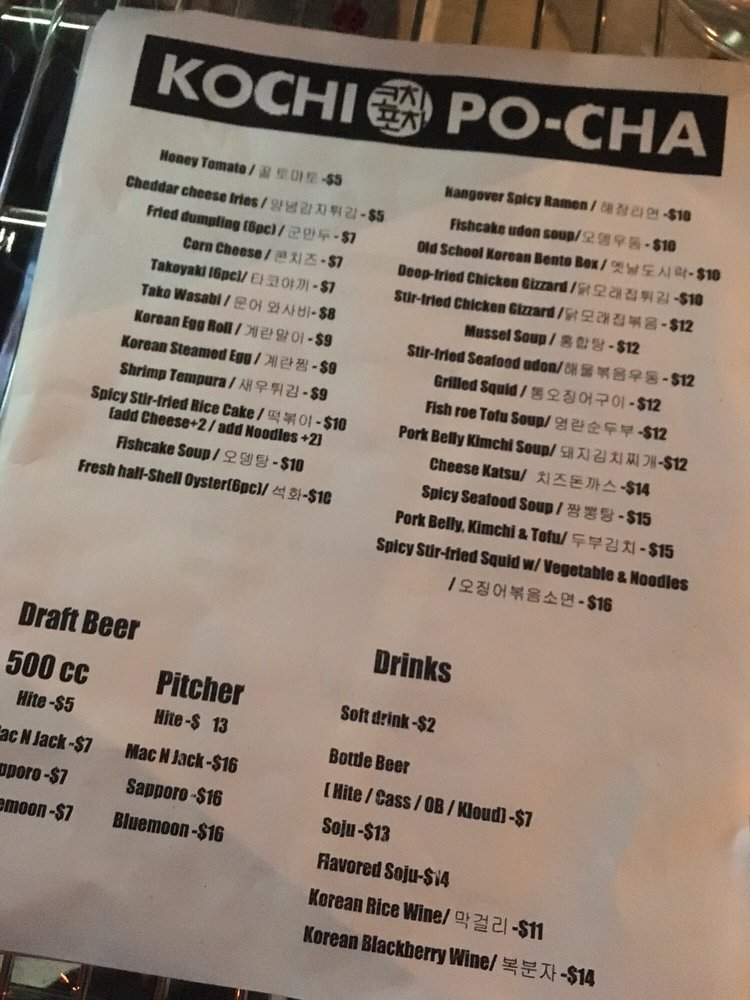 KOCHI 코치포차 PO-CHA
Honey Tomato / 꿀 토마토 -$5
Cheddar cheese fries / 양념감자튀김 - $5
Fried dumpling (6pc) / 군만두 - $7
Corn Cheese / 콘치즈 - $7
Takoyaki (6pc)/ 타코야끼 - $7
Tako Wasabi / 문어 와사비- $8
Korean Egg Roll / 계란말이 - $9
Korean Steamed Egg / 계란찜 - $9
Shrimp Tempura / 새우튀김 - $9
Spicy Stir-fried Rice Cake / 떡볶이 - $10
(add Cheese+2 / add Noodles +2)
Fishcake Soup / 오뎅탕 - $10
Fresh half-Shell Oyster(6pc)/ 석화-$10
Hangover Spicy Ramen / 해장라면 -$10
Fishcake udon soup/오뎅우동 - $10
Old School Korean Bento Box / 옛날도시락- $10
Deep-fried Chicken Gizzard /닭모래집튀김 -$10
Stir-fried Chicken Gizzard /닭모래집볶음 - $12
Mussel Soup / 홍합탕 - $12
Stir-fried Seafood udon/해물볶음우동 - $12
Grilled Squid / 통오징어구이 - $12
Fish roe Tofu Soup/ 명란순두부 -$12
Pork Belly Kimchi Soup/ 돼지김치찌개-$12
Cheese Katsu/ 치즈돈까스 -$14
Spicy Seafood Soup / 짬뽕탕 - $15
Pork Belly, Kimchi & Tofu/ 두부김치 - $15
Spicy Stir-fried Squid w/ Vegetable & Noodles
/ 오징어볶음소면 - $16
Draft Beer
500 cc
Hite -$5
ac N Jack -$7
pporo -$7
emoon -$7
Pitcher
Hite -$ 13
Mac N Jack -$16
Sapporo -$16
Bluemoon -$16
Drinks
Soft drink -$2
Bottle Beer
( Hite / Cass / OB / Kloud) -$7
Soju -$13
Flavored Soju-$14
Korean Rice Wine/ 막걸리 -$11
Korean Blackberry Wine/ 복분자 -$14